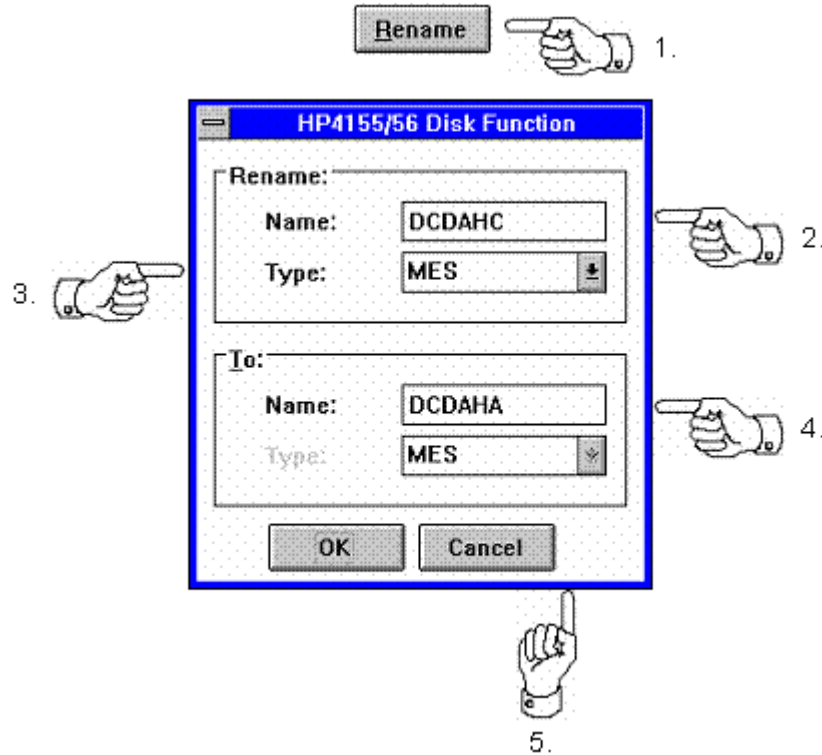 Rename
1.
HP4155/56 Disk Function
Rename:
Name: DCDAHC
2.
Type: MES
3.
To:
Name: DCDAHA
4.
Type: MES
OK Cancel
5.